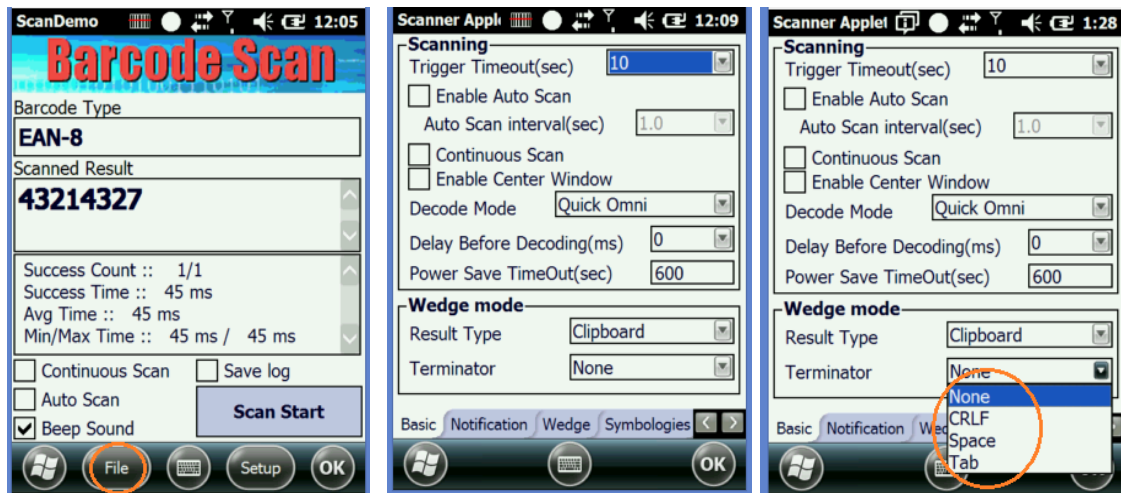 ScanDemo 12:05
Barcode Scan
Barcode Type
EAN-8
Scanned Result
43214327
Success Count :: 1/1
Success Time :: 45 ms
Avg Time :: 45 ms
Min/Max Time :: 45 ms / 45 ms
Continuous Scan Save log
Auto Scan
Scan Start
Beep Sound
File Setup OK
Scanner Apple 12:09
Scanning
Trigger Timeout(sec) 10
Enable Auto Scan
Auto Scan interval(sec) 1.0
Continuous Scan
Enable Center Window
Decode Mode Quick Omni
Delay Before Decoding(ms) 0
Power Save TimeOut(sec) 600
Wedge mode
Result Type Clipboard
Terminator None
Basic Notification Wedge Symbologies
OK
Scanner Applet 1:28
Scanning
Trigger Timeout(sec) 10
Enable Auto Scan
Auto Scan interval(sec) 1.0
Continuous Scan
Enable Center Window
Decode Mode Quick Omni
Delay Before Decoding(ms) 0
Power Save TimeOut(sec) 600
Wedge mode
Result Type Clipboard
Terminator None
None
CRLF
Space
Tab
Basic Notification Wed